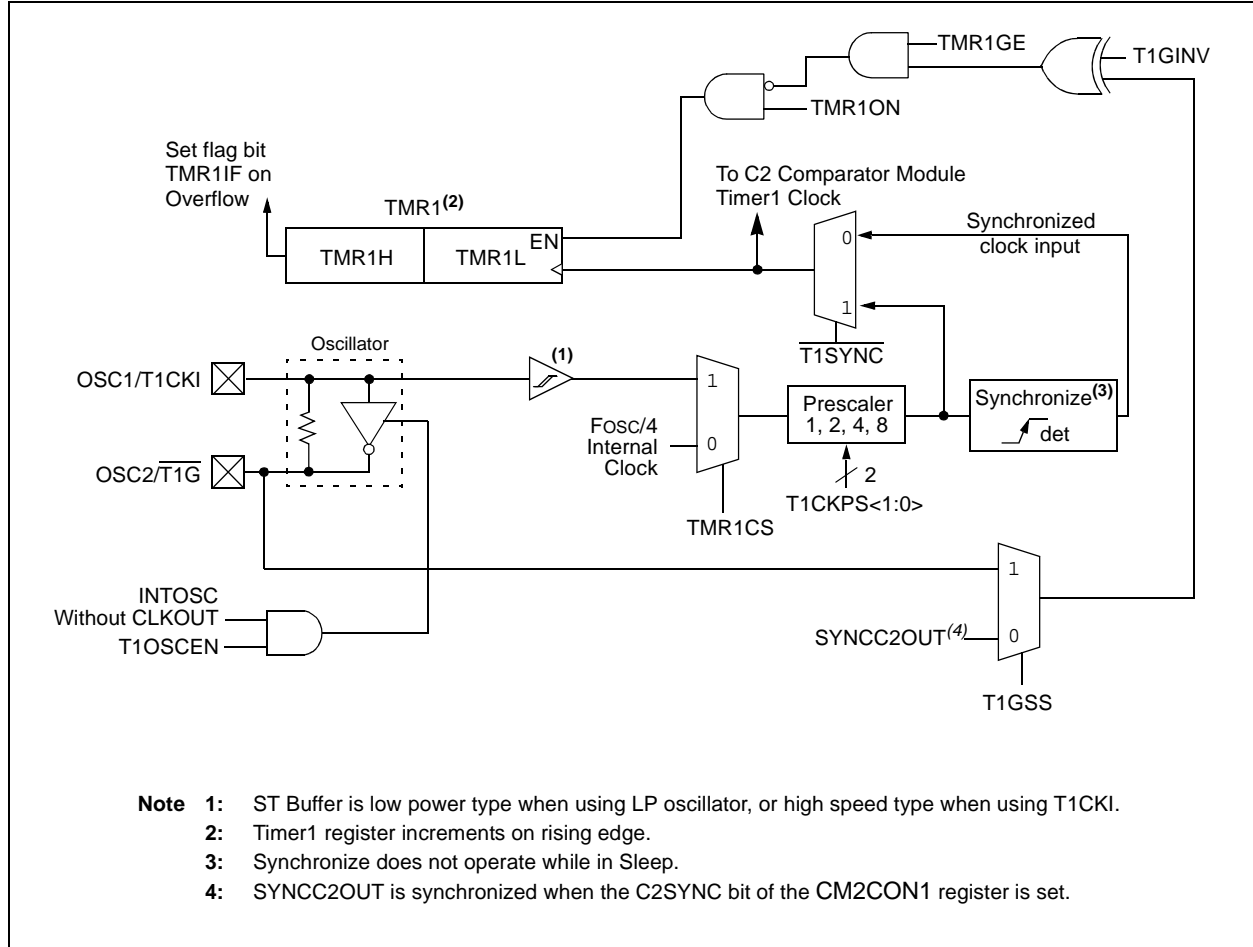 TMR1GE
T1GINV
TMR1ON
Set flag bit
TMR1IF on
Overflow
To C2 Comparator Module
Timer1 Clock
TMR1(2)
EN
TMR1H
TMR1L
0
Synchronized
clock input
1
T1SYNC
Oscillator
(1)
OSC1/T1CKI
1
FOSC/4
Internal
Clock
0
Prescaler
1, 2, 4, 8
Synchronize(3)
det
OSC2/T1G
2
T1CKPS<1:0>
TMR1CS
INTOSC
Without CLKOUT
T1OSCEN
1
SYNCC2OUT(4)
0
T1GSS
Note 1: ST Buffer is low power type when using LP oscillator, or high speed type when using T1CKI.
2: Timer1 register increments on rising edge.
3: Synchronize does not operate while in Sleep.
4: SYNCC2OUT is synchronized when the C2SYNC bit of the CM2CON1 register is set.